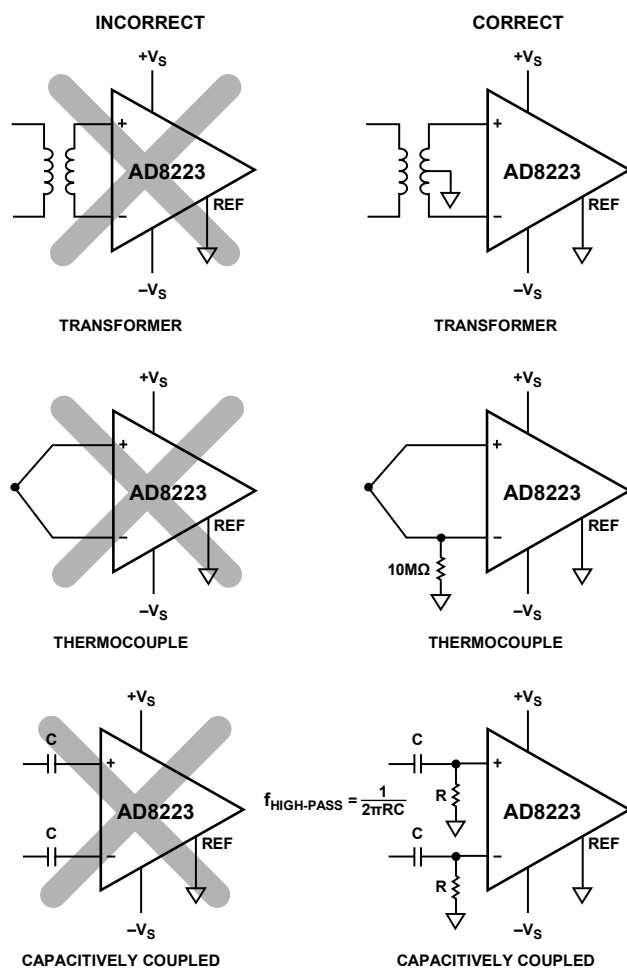 INCORRECT
CORRECT
+VS
+
AD8223
REF
−
−VS
TRANSFORMER
+VS
+
AD8223
REF
−
−VS
TRANSFORMER
+VS
+
AD8223
REF
−
−VS
THERMOCOUPLE
+VS
+
AD8223
REF
−
10MΩ
−VS
THERMOCOUPLE
+VS
C
+
AD8223
C
REF
−
−VS
CAPACITIVELY COUPLED
fHIGH-PASS = 1/2πRC
+VS
C
+
R
AD8223
C
REF
−
R
−VS
CAPACITIVELY COUPLED